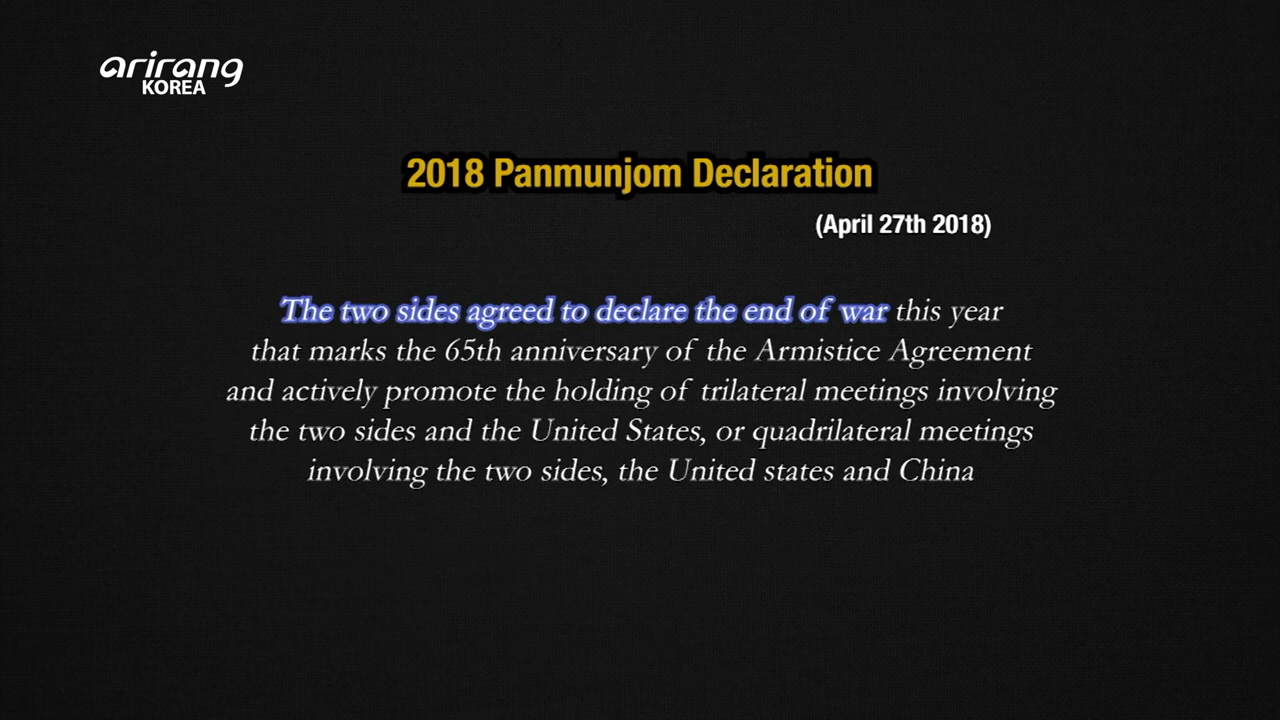 arirang
KOREA
2018 Panmunjom Declaration
(April 27th 2018)
The two sides agreed to declare the end of war this year
that marks the 65th anniversary of the Armistice Agreement
and actively promote the holding of trilateral meetings involving
the two sides and the United States, or quadrilateral meetings
involving the two sides, the United states and China